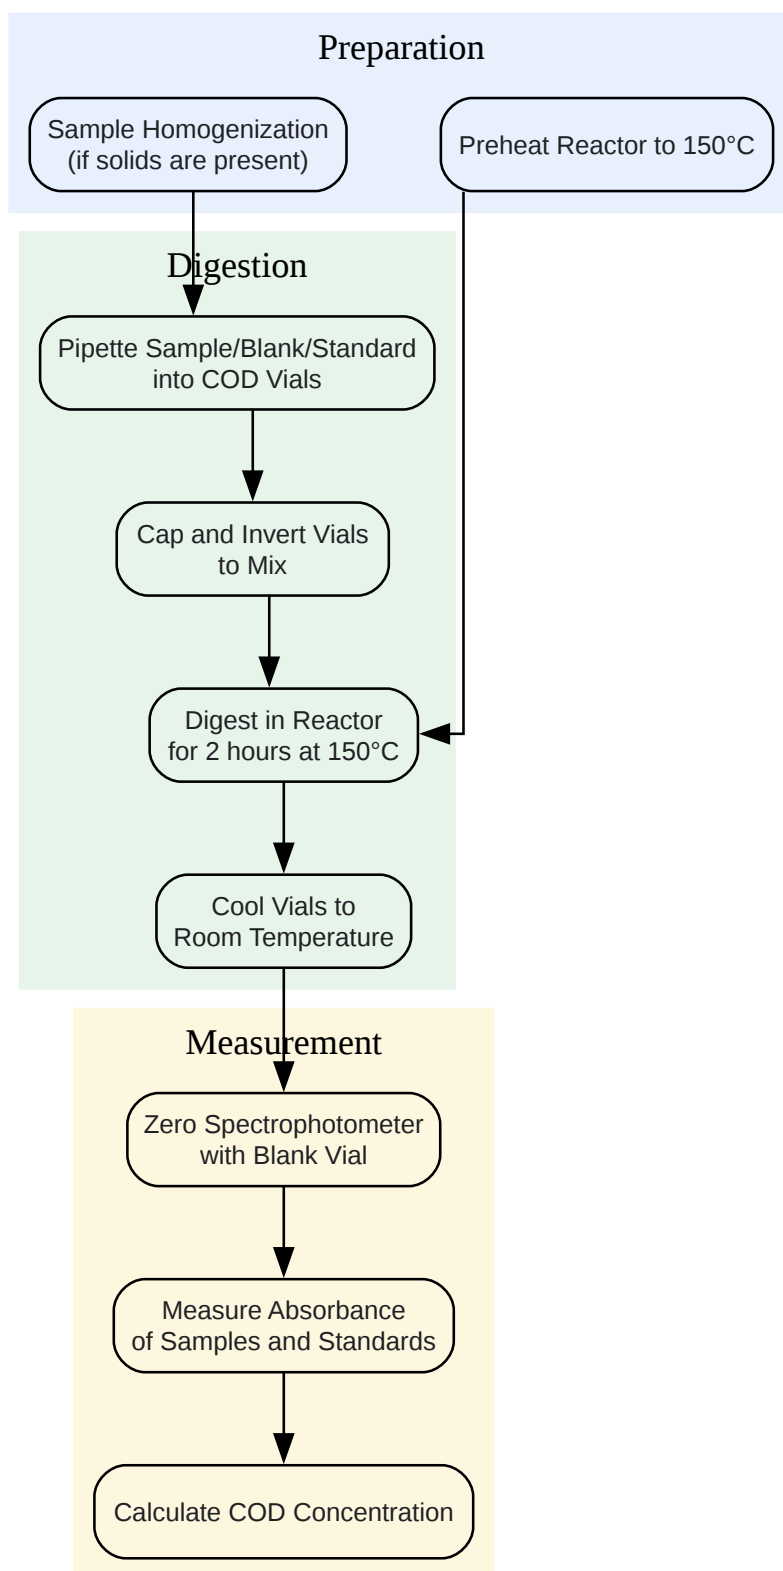 Preparation
Sample Homogenization
(if solids are present)
Preheat Reactor to 150°C
Digestion
Pipette Sample/Blank/Standard
into COD Vials
Cap and Invert Vials
to Mix
Digest in Reactor
for 2 hours at 150°C
Cool Vials to
Room Temperature
Measurement
Zero Spectrophotometer
with Blank Vial
Measure Absorbance
of Samples and Standards
Calculate COD Concentration